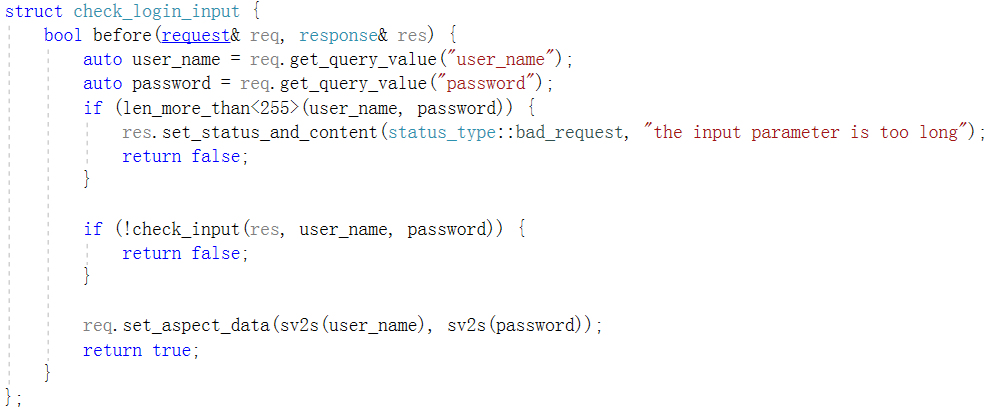 struct check_login_input {
    bool before(request& req, response& res) {
        auto user_name = req.get_query_value("user_name");
        auto password = req.get_query_value("password");
        if (len_more_than<255>(user_name, password)) {
            res.set_status_and_content(status_type::bad_request, "the input parameter is too long");
            return false;
        }

        if (!check_input(res, user_name, password)) {
            return false;
        }

        req.set_aspect_data(sv2s(user_name), sv2s(password));
        return true;
    }
};